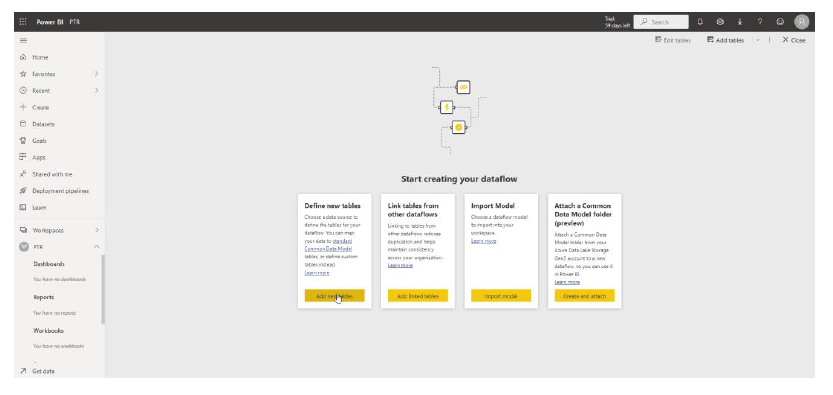 Power BI PTR
Trial:
59 days left
Search
Edit tables
Add tables
Close
Home
Favorites
Recent
Create
Datasets
Goals
Apps
Shared with me
Deployment pipelines
Learn
Workspaces
PTR
Dashboards
You have no dashboards
Reports
You have no reports
Workbooks
You have no workbooks
Get data
Start creating your dataflow
Define new tables
Choose a data source to
define the tables for your
dataflow. You can map
your data to standard
Common Data Model
tables, or define custom
tables instead.
Learn more
Add new tables
Link tables from
other dataflows
Linking to tables from
other dataflows reduces
duplication and helps
maintain consistency
across your organization.
Learn more
Add linked tables
Import Model
Choose a dataflow model
to import into your
workspace.
Learn more
Import model
Attach a Common
Data Model folder
(preview)
Attach a Common Data
Model folder from your
Azure Data Lake Storage
Gen2 account to a new
dataflow, so you can use it
in Power BI.
Learn more
Create and attach